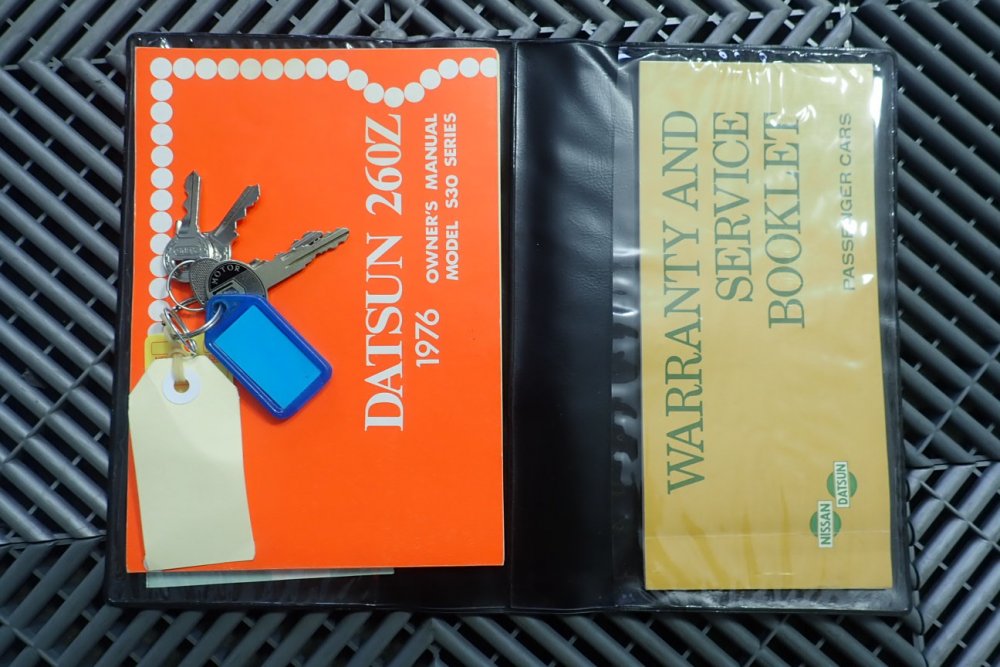 DATSUN 260Z
1976
OWNER'S MANUAL
MODEL S30 SERIES
MOTOR
WARRANTY AND
SERVICE
BOOKLET
PASSENGER CARS
NISSAN
DATSUN